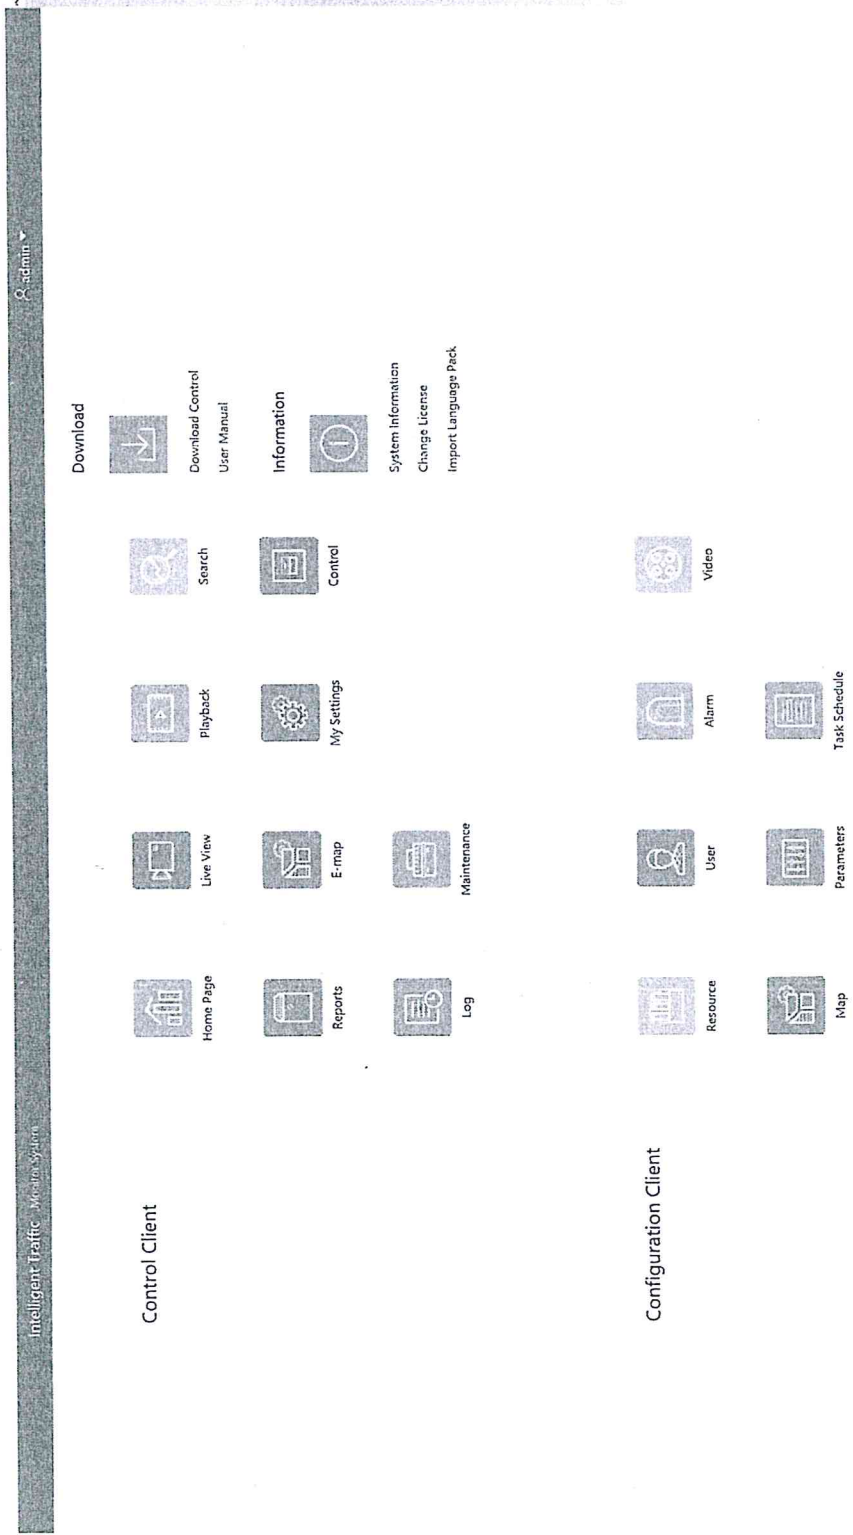 Intelligent Traffic Monitor System
admin
Control Client
Home Page
Live View
Playback
Search
Reports
E-map
My Settings
Control
Log
Maintenance
Download
Download Control
User Manual
Information
System Information
Change License
Import Language Pack
Configuration Client
Resource
User
Alarm
Video
Map
Parameters
Task Schedule